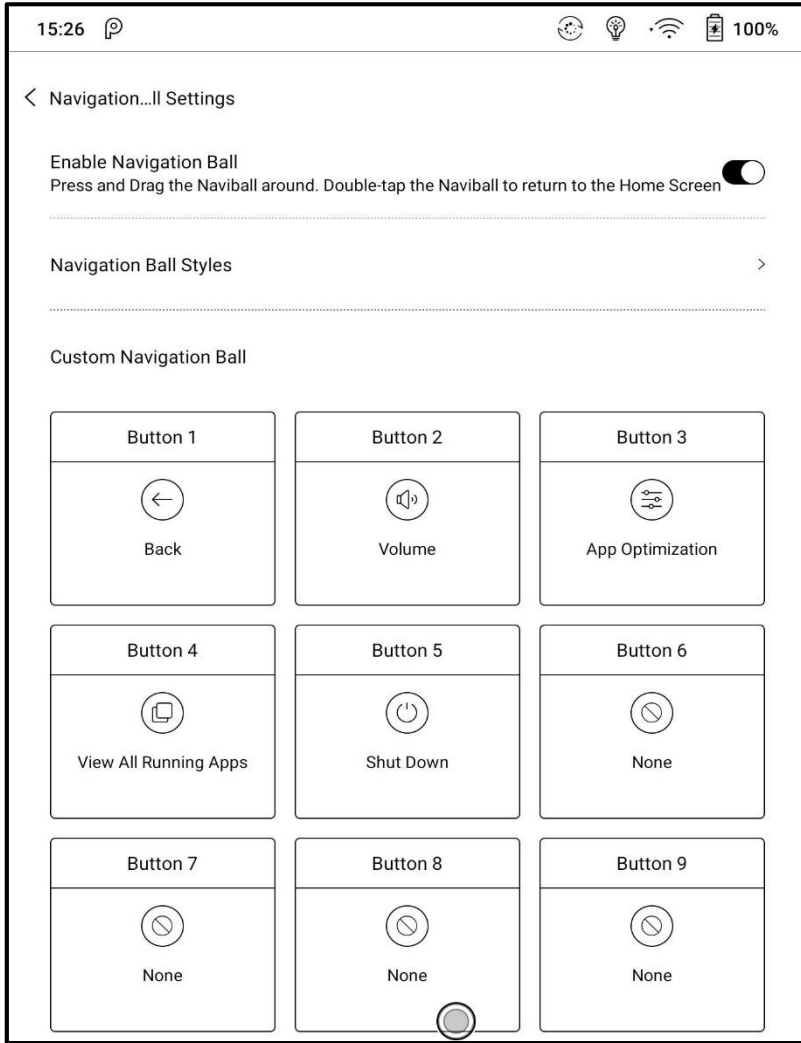 15:26 100%
Navigation...ll Settings
Enable Navigation Ball
Press and Drag the Naviball around. Double-tap the Naviball to return to the Home Screen
Navigation Ball Styles
Custom Navigation Ball
Button 1 Button 2 Button 3
Back Volume App Optimization
Button 4 Button 5 Button 6
View All Running Apps Shut Down None
Button 7 Button 8 Button 9
None None None